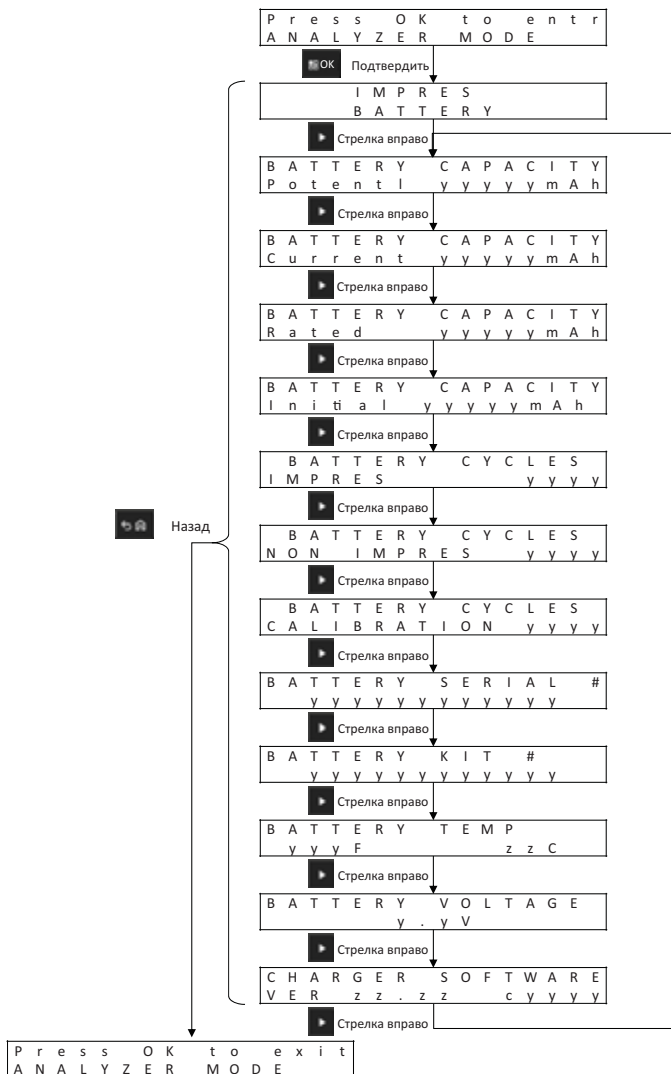 Press OK to entr
ANALYZER MODE
OK Подтвердить
IMPRES
BATTERY
Стрелка вправо
BATTERY CAPACITY
Potentl yyyyymAh
Стрелка вправо
BATTERY CAPACITY
Current yyyyymAh
Стрелка вправо
BATTERY CAPACITY
Rated yyyyymAh
Стрелка вправо
BATTERY CAPACITY
Initial yyyyymAh
Стрелка вправо
BATTERY CYCLES
IMPRES yyyy
Стрелка вправо
BATTERY CYCLES
NON IMPRES yyyy
Назад
Стрелка вправо
BATTERY CYCLES
CALIBRATION yyyy
Стрелка вправо
BATTERY SERIAL #
yyyyyyyyyyyy
Стрелка вправо
BATTERY KIT #
yyyyyyyyyyyy
Стрелка вправо
BATTERY TEMP
yyyF zzC
Стрелка вправо
BATTERY VOLTAGE
y.yV
Стрелка вправо
CHARGER SOFTWARE
VER zz.zz cyyyy
Стрелка вправо
Press OK to exit
ANALYZER MODE